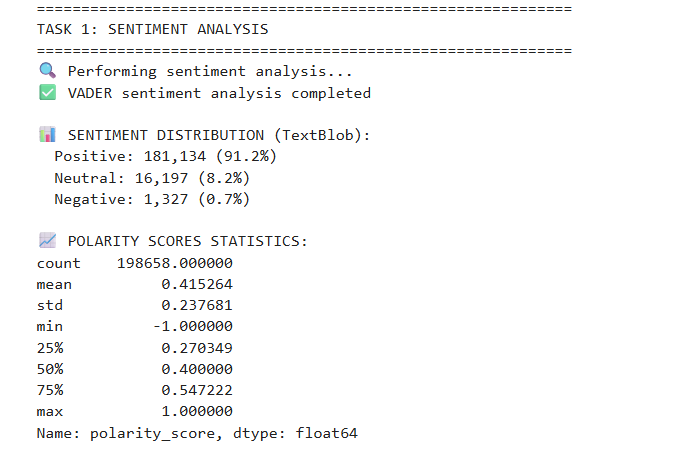 ============================================================
TASK 1: SENTIMENT ANALYSIS
============================================================
🔍 Performing sentiment analysis...
✅ VADER sentiment analysis completed

📊 SENTIMENT DISTRIBUTION (TextBlob):
  Positive: 181,134 (91.2%)
  Neutral: 16,197 (8.2%)
  Negative: 1,327 (0.7%)

📈 POLARITY SCORES STATISTICS:
count    198658.000000
mean          0.415264
std           0.237681
min          -1.000000
25%           0.270349
50%           0.400000
75%           0.547222
max           1.000000
Name: polarity_score, dtype: float64